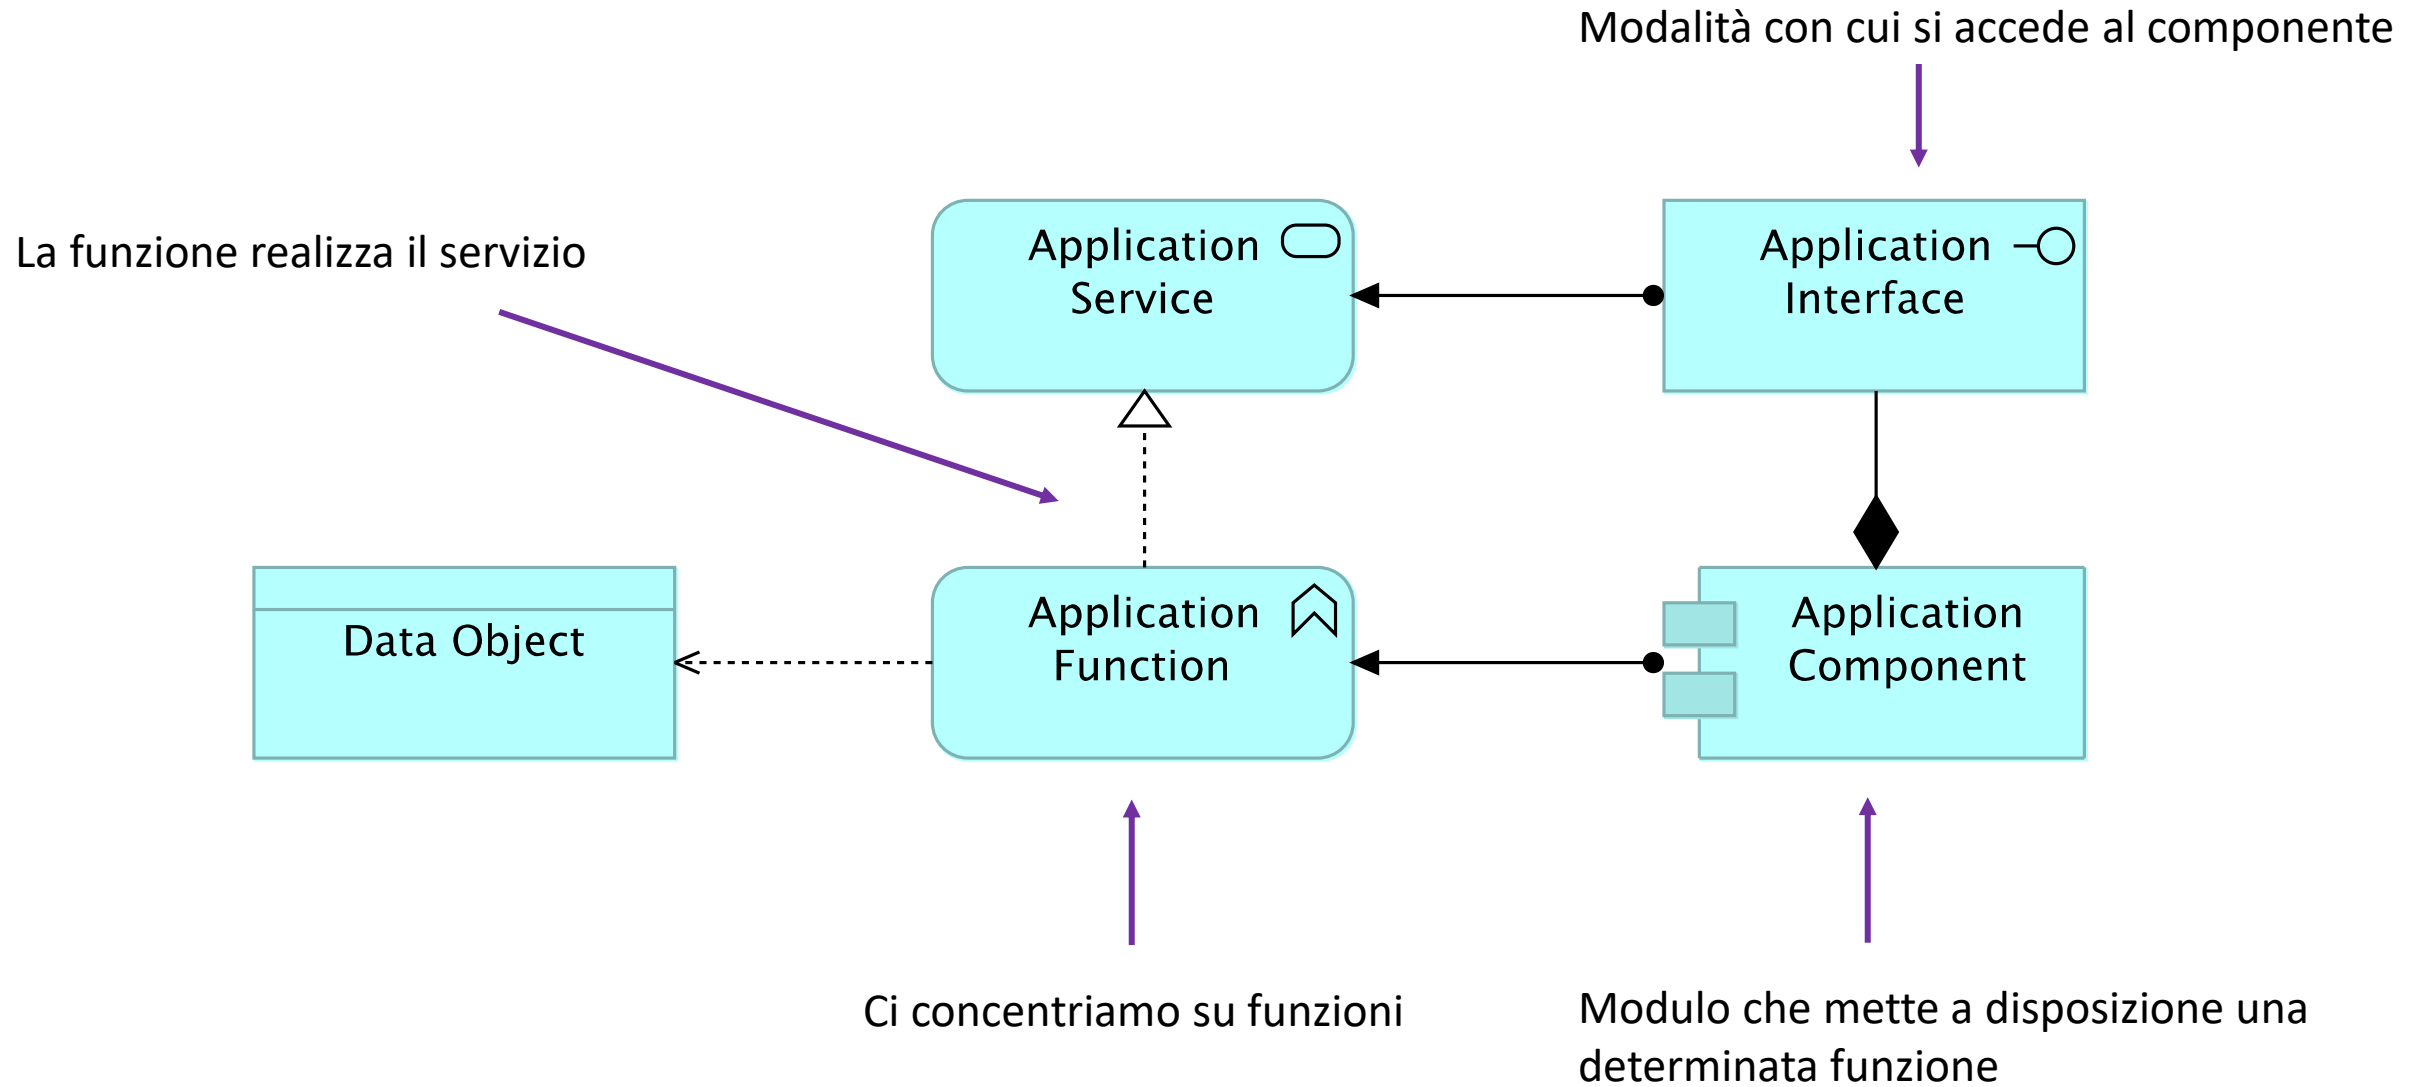 Modalità con cui si accede al componente
La funzione realizza il servizio
Application
Service
Application
Interface
Data Object
Application
Function
Application
Component
Ci concentriamo su funzioni
Modulo che mette a disposizione una
determinata funzione